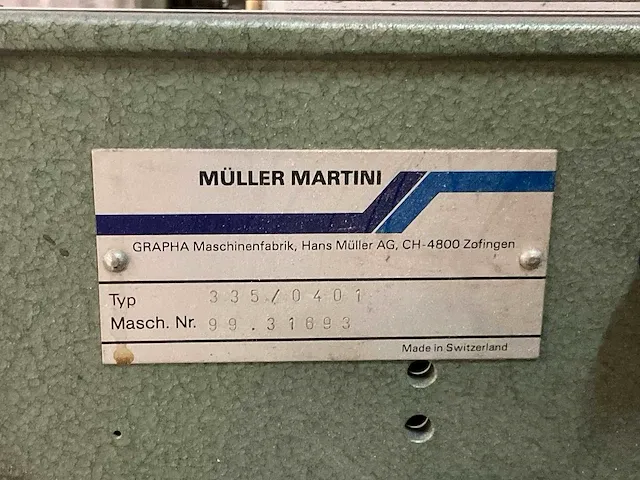 MÜLLER MARTINI
GRAPHA Maschinenfabrik, Hans Müller AG, CH-4800 Zofingen
Typ 335/0401
Masch. Nr. 99.31693
Made in Switzerland